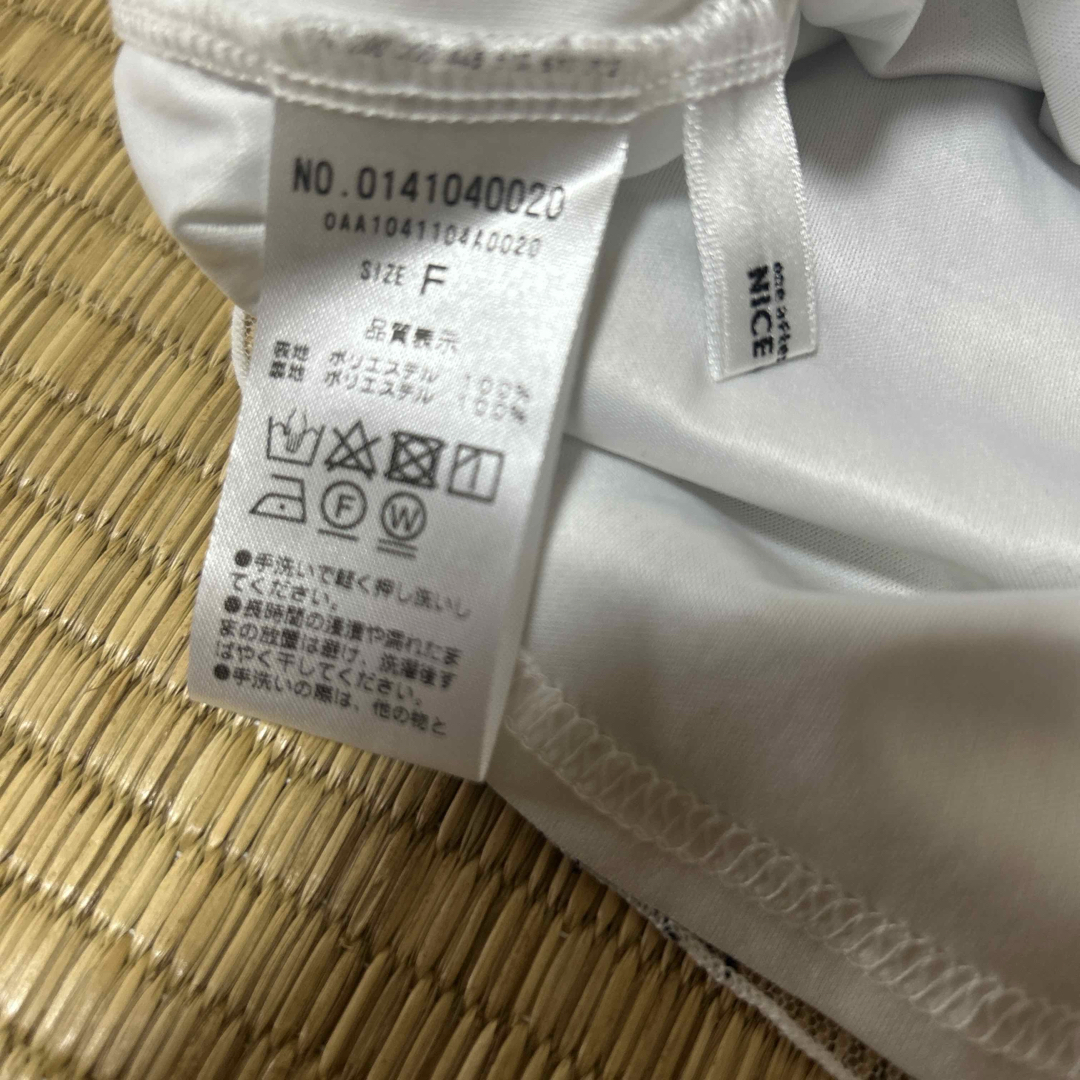 NO.0141040020
0AA1041104A0020
SIZE F
品質表示
表地 ポリエステル 100%
裏地 ポリエステル 100%
F W
●手洗いで軽く押し洗いし
てください。
●長時間の浸漬や濡れたま
まの放置は避け、洗濯後す
ばやく干してください。
●手洗いの際は、他の物と
one after
NICE